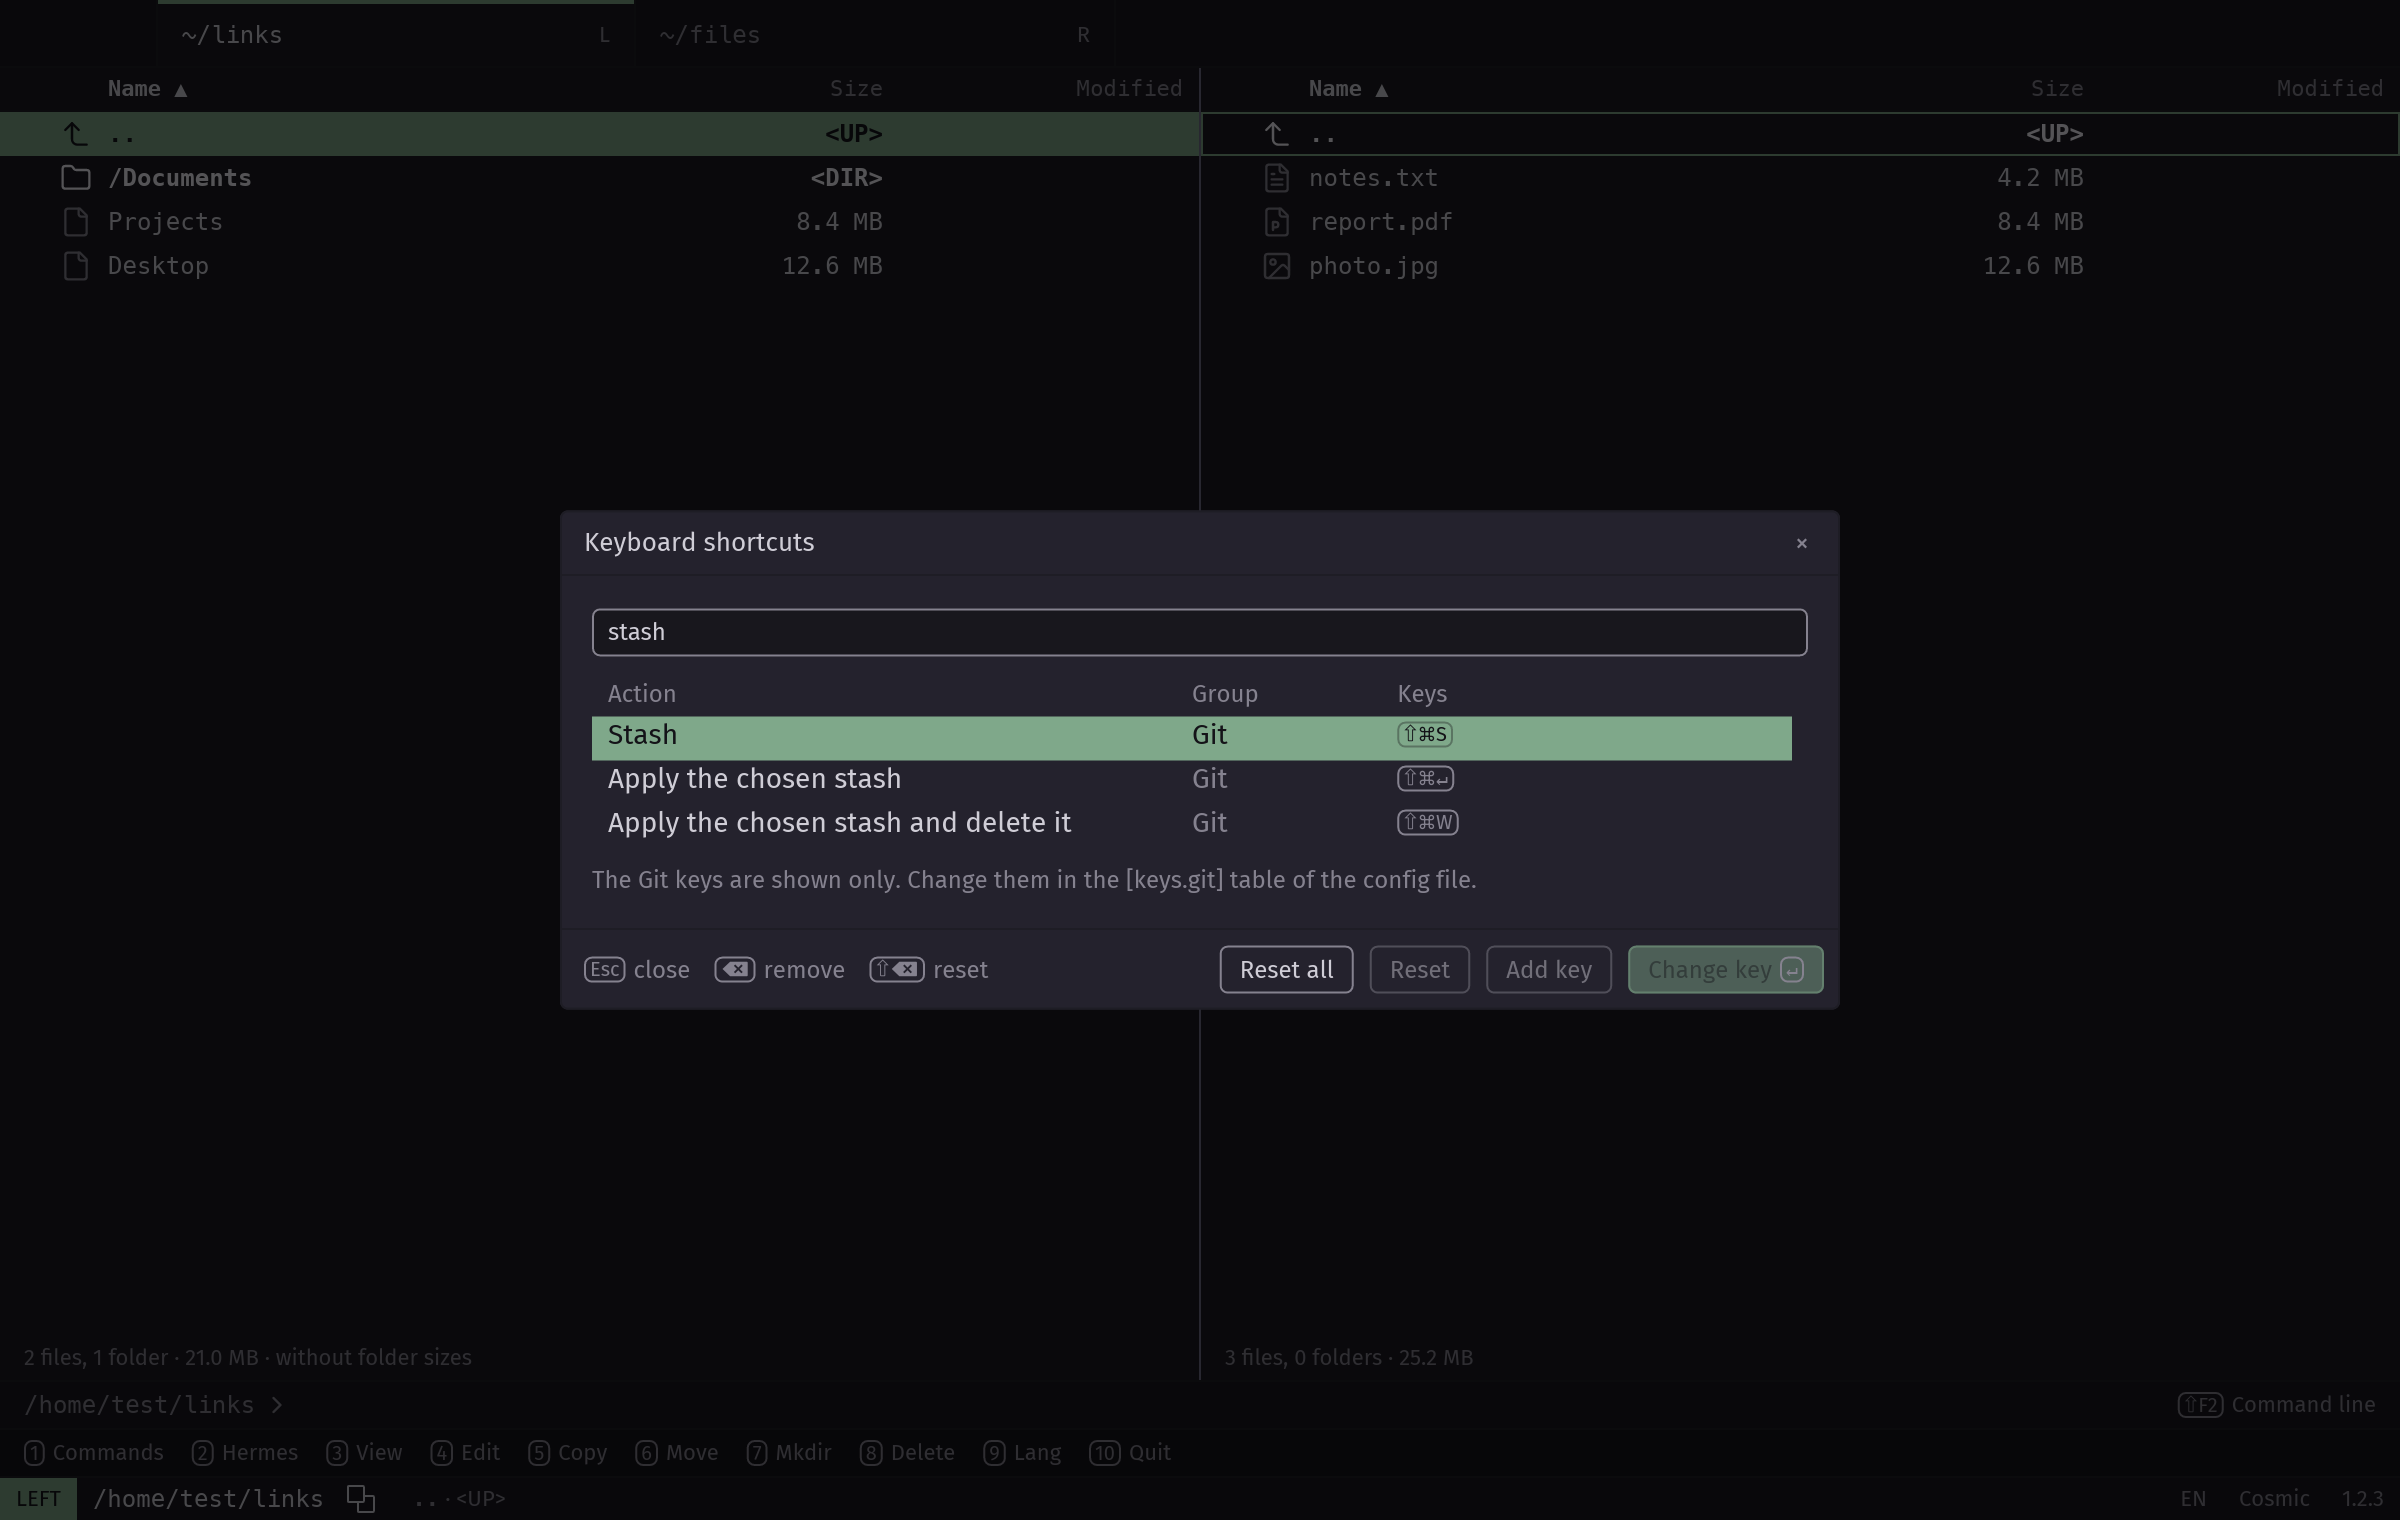 ~/links L ~/files R
Name ▲ Size Modified Name ▲ Size Modified
.. <UP> .. <UP>
/Documents <DIR> notes.txt 4.2 MB
Projects 8.4 MB report.pdf 8.4 MB
Desktop 12.6 MB photo.jpg 12.6 MB
Keyboard shortcuts ×
stash
Action Group Keys
Stash Git ⇧⌘S
Apply the chosen stash Git ⇧⌘↵
Apply the chosen stash and delete it Git ⇧⌘W
The Git keys are shown only. Change them in the [keys.git] table of the config file.
Esc close ⌫ remove ⇧⌫ reset Reset all Reset Add key Change key ↵
2 files, 1 folder · 21.0 MB · without folder sizes 3 files, 0 folders · 25.2 MB
/home/test/links > ⇧F2 Command line
1 Commands 2 Hermes 3 View 4 Edit 5 Copy 6 Move 7 Mkdir 8 Delete 9 Lang 10 Quit
LEFT /home/test/links .. · <UP> EN Cosmic 1.2.3